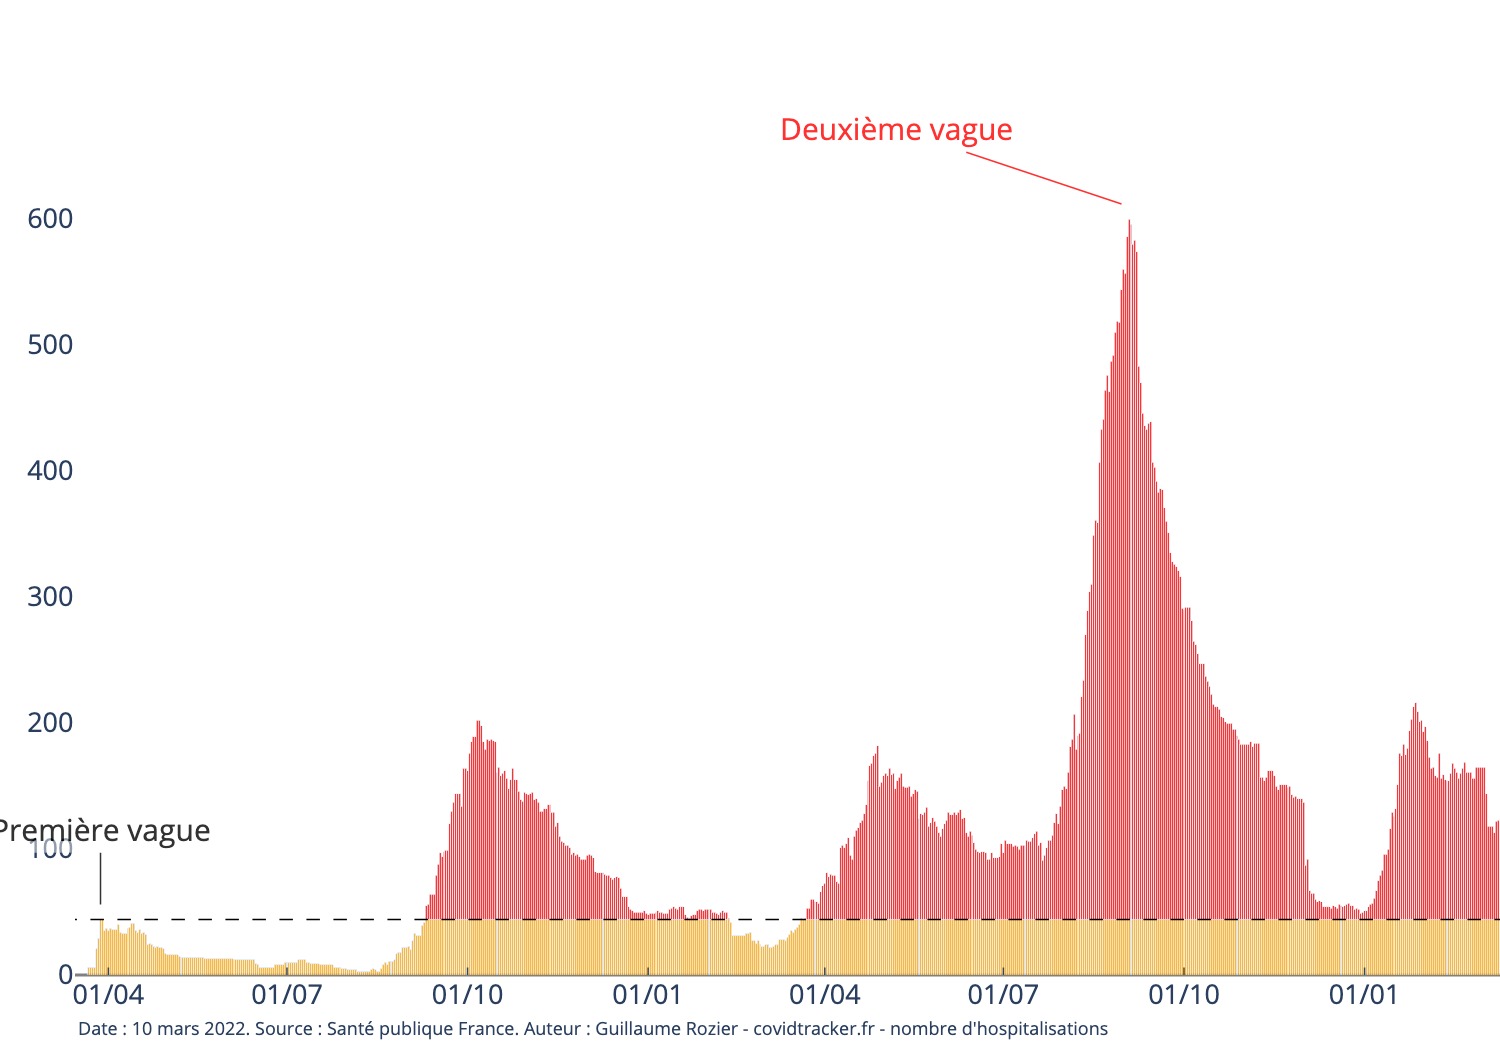 Deuxième vague
600
500
400
300
200
Première vague
100
0
01/04 01/07 01/10 01/01 01/04 01/07 01/10 01/01
Date : 10 mars 2022. Source : Santé publique France. Auteur : Guillaume Rozier - covidtracker.fr - nombre d'hospitalisations